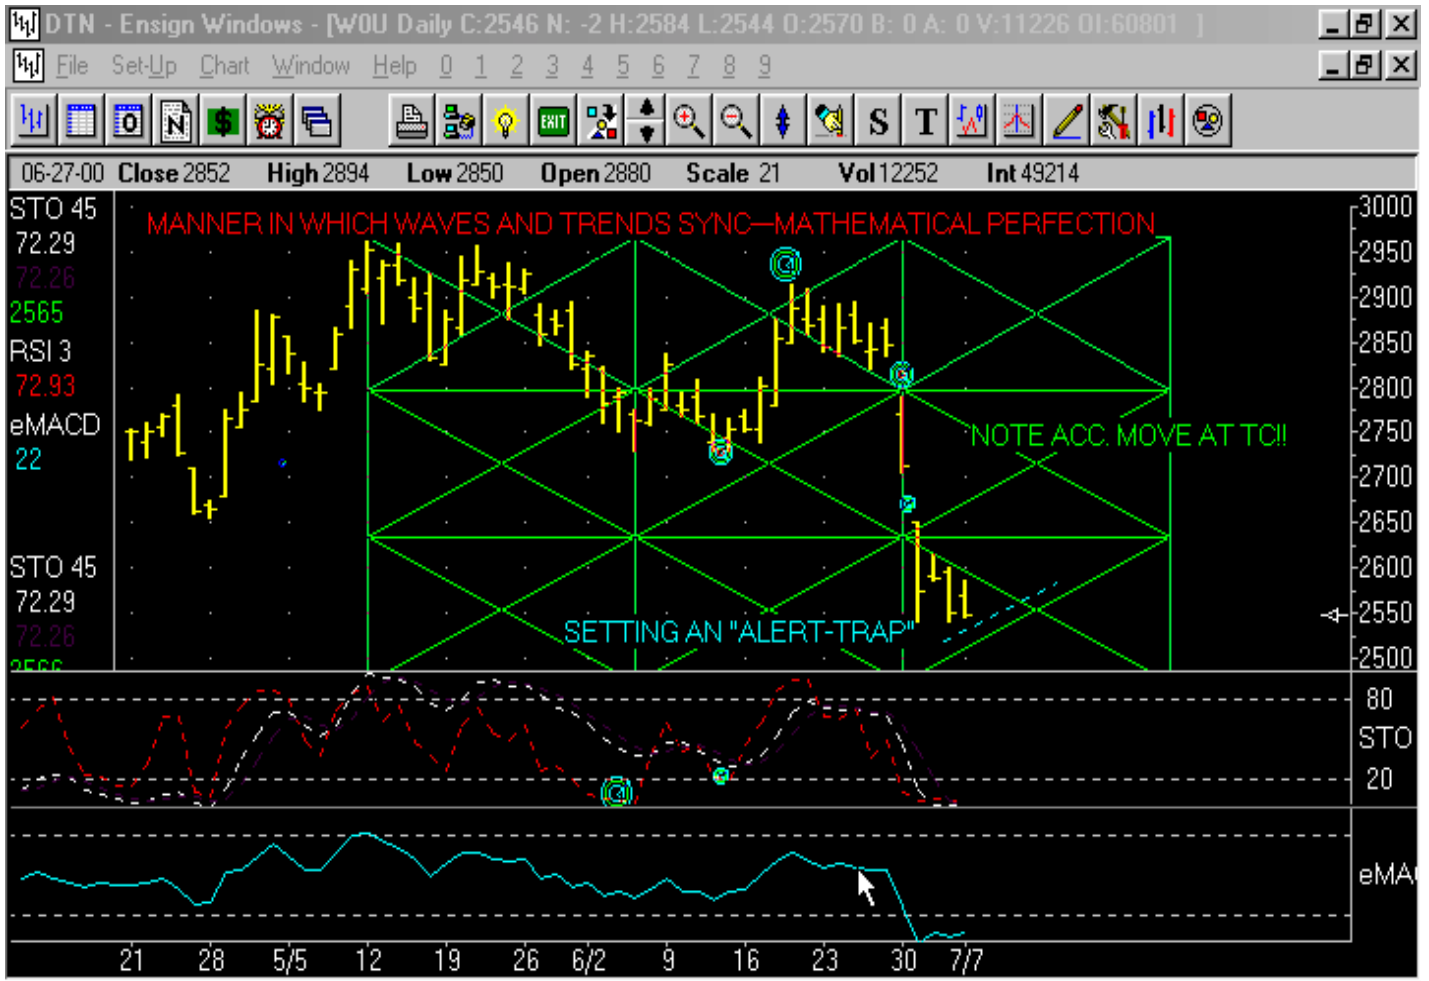 DTN - Ensign Windows - [W0U Daily C:2546 N: -2 H:2584 L:2544 O:2570 B: 0 A: 0 V:11226 OI:60801 ]
File Set-Up Chart Window Help 0 1 2 3 4 5 6 7 8 9
O N $ EXIT S T
06-27-00 Close 2852 High 2894 Low 2850 Open 2880 Scale 21 Vol 12252 Int 49214
STO 45
72.29
72.26
2565
RSI 3
72.93
eMACD
22
STO 45
72.29
72.26
2566
MANNER IN WHICH WAVES AND TRENDS SYNC—MATHEMATICAL PERFECTION
NOTE ACC. MOVE AT TC!!
SETTING AN "ALERT-TRAP"
3000
2950
2900
2850
2800
2750
2700
2650
2600
2550
2500
80
STO
20
eMA
21 28 5/5 12 19 26 6/2 9 16 23 30 7/7